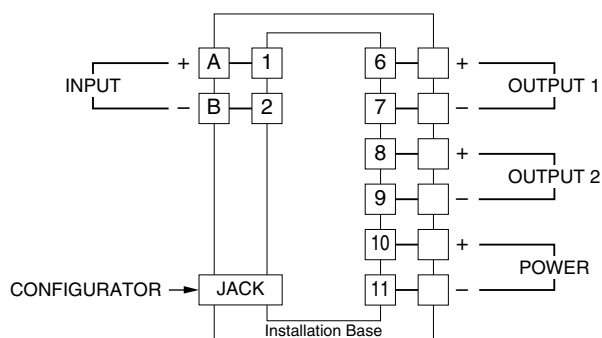 + A 1 6 +
INPUT OUTPUT 1
− B 2 7 −
8 +
OUTPUT 2
9 −
10 +
POWER
CONFIGURATOR JACK 11 −
Installation Base